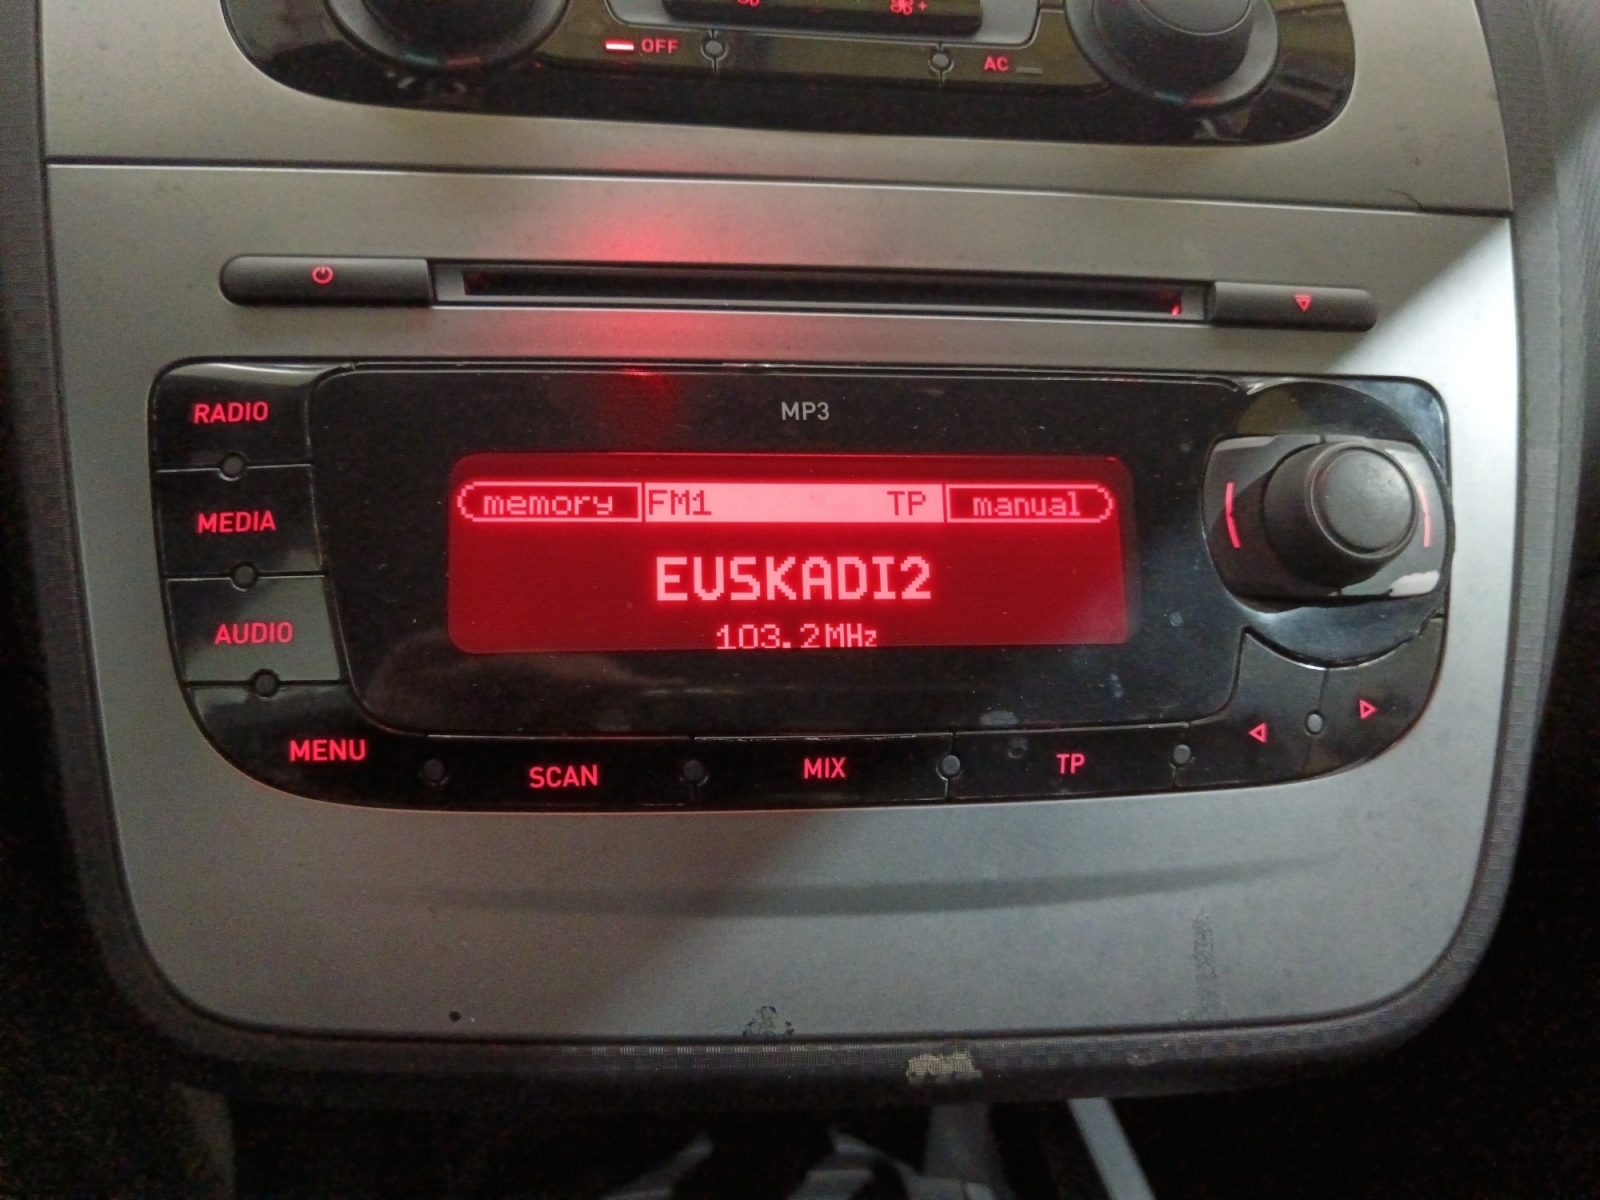 OFF
AC
MP3
RADIO
MEDIA
AUDIO
memory FM1 TP manual
EUSKADI2
103.2MHz
MENU
SCAN
MIX
TP